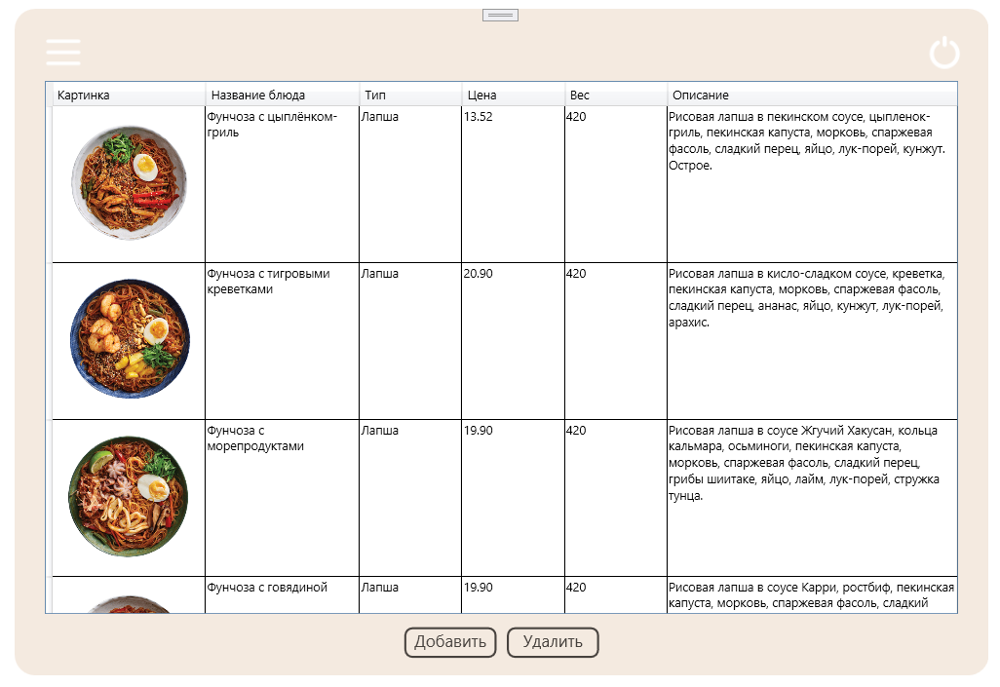 Картинка Название блюда Тип Цена Вес Описание
Фунчоза с цыплёнком-
гриль
Лапша
13.52
420
Рисовая лапша в пекинском соусе, цыпленок-
гриль, пекинская капуста, морковь, спаржевая
фасоль, сладкий перец, яйцо, лук-порей, кунжут.
Острое.
Фунчоза с тигровыми
креветками
Лапша
20.90
420
Рисовая лапша в кисло-сладком соусе, креветка,
пекинская капуста, морковь, спаржевая фасоль,
сладкий перец, ананас, яйцо, кунжут, лук-порей,
арахис.
Фунчоза с
морепродуктами
Лапша
19.90
420
Рисовая лапша в соусе Жгучий Хакусан, кольца
кальмара, осьминоги, пекинская капуста,
морковь, спаржевая фасоль, сладкий перец,
грибы шиитаке, яйцо, лайм, лук-порей, стружка
тунца.
Фунчоза с говядиной
Лапша
19.90
420
Рисовая лапша в соусе Карри, ростбиф, пекинская
капуста, морковь, спаржевая фасоль, сладкий
Добавить
Удалить